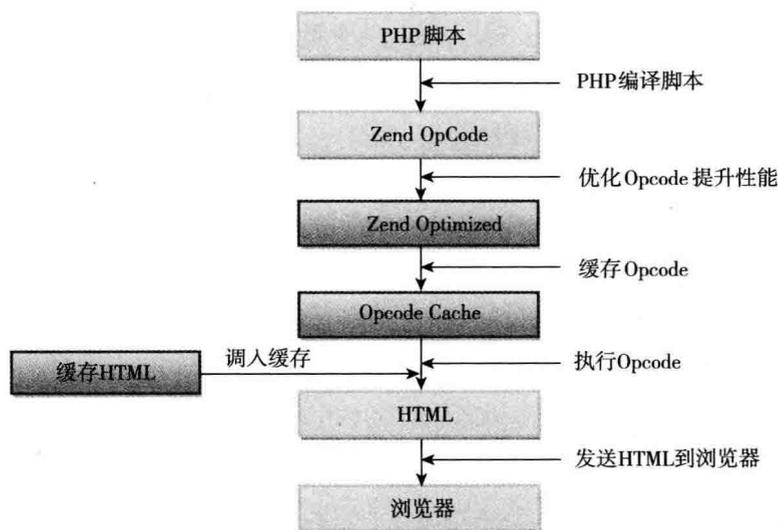 PHP脚本
PHP编译脚本
Zend OpCode
优化Opcode提升性能
Zend Optimized
缓存Opcode
Opcode Cache
缓存HTML
调入缓存
执行Opcode
HTML
发送HTML到浏览器
浏览器